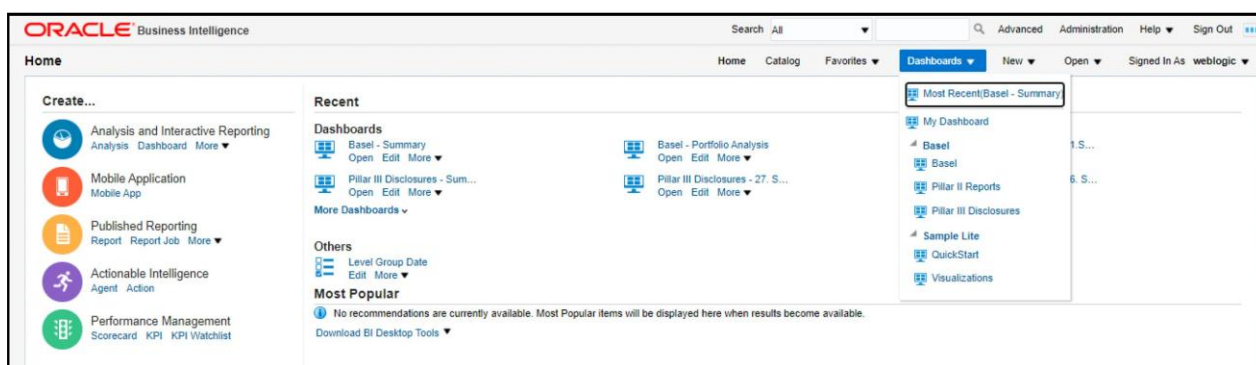 ORACLE Business Intelligence
Search All Advanced Administration Help Sign Out
Home
Home Catalog Favorites Dashboards New Open Signed In As weblogic
Create...
Analysis and Interactive Reporting
Analysis Dashboard More
Mobile Application
Mobile App
Published Reporting
Report Report Job More
Actionable Intelligence
Agent Action
Performance Management
Scorecard KPI KPI Watchlist
Recent
Dashboards
Basel - Summary
Open Edit More
Basel - Portfolio Analysis
Open Edit More
Pillar III Disclosures - Sum...
Open Edit More
Pillar III Disclosures - 27. S...
Open Edit More
More Dashboards
Others
Level Group Date
Edit More
Most Popular
No recommendations are currently available. Most Popular items will be displayed here when results become available.
Download BI Desktop Tools
Most Recent(Basel - Summary)
My Dashboard
Basel
Basel
Pillar II Reports
Pillar III Disclosures
Sample Lite
QuickStart
Visualizations
1.S...
6. S...